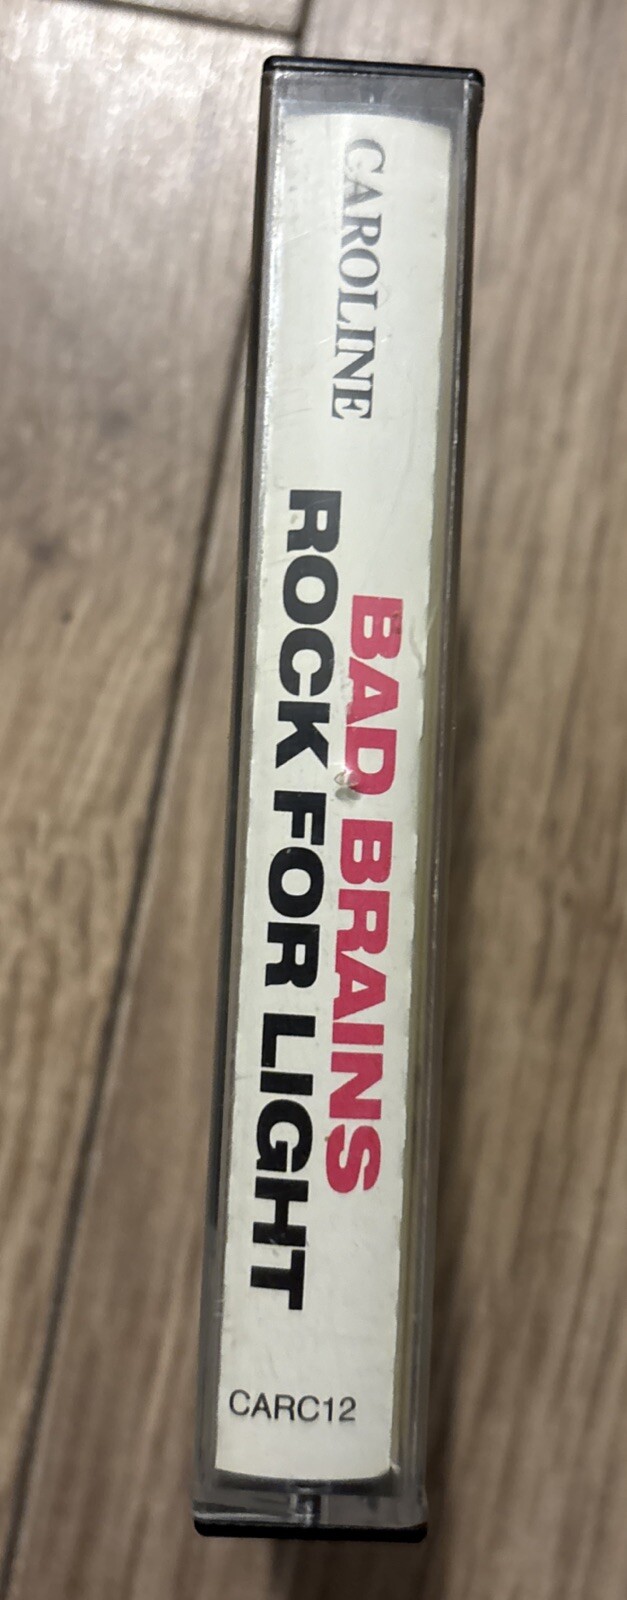 CAROLINE
BAD BRAINS
ROCK FOR LIGHT
CARC12